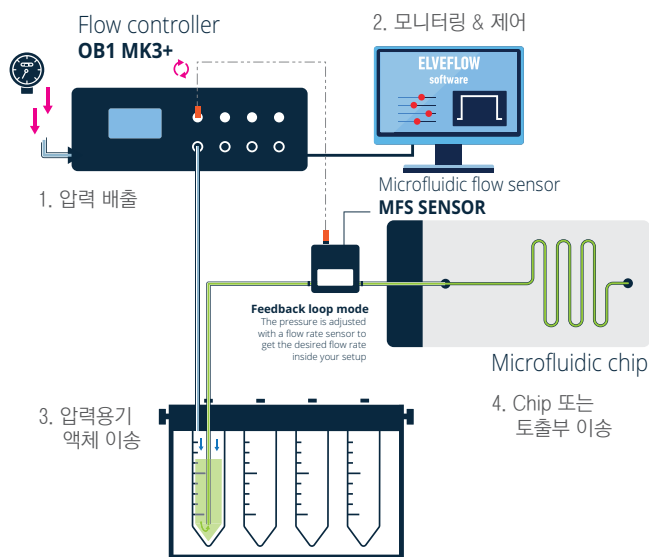 Flow controller
OB1 MK3+
2. 모니터링 & 제어
ELVEFLOW
software
1. 압력 배출
Microfluidic flow sensor
MFS SENSOR
Feedback loop mode
The pressure is adjusted
with a flow rate sensor to
get the desired flow rate
inside your setup
Microfluidic chip
3. 압력용기
액체 이송
4. Chip 또는
토출부 이송